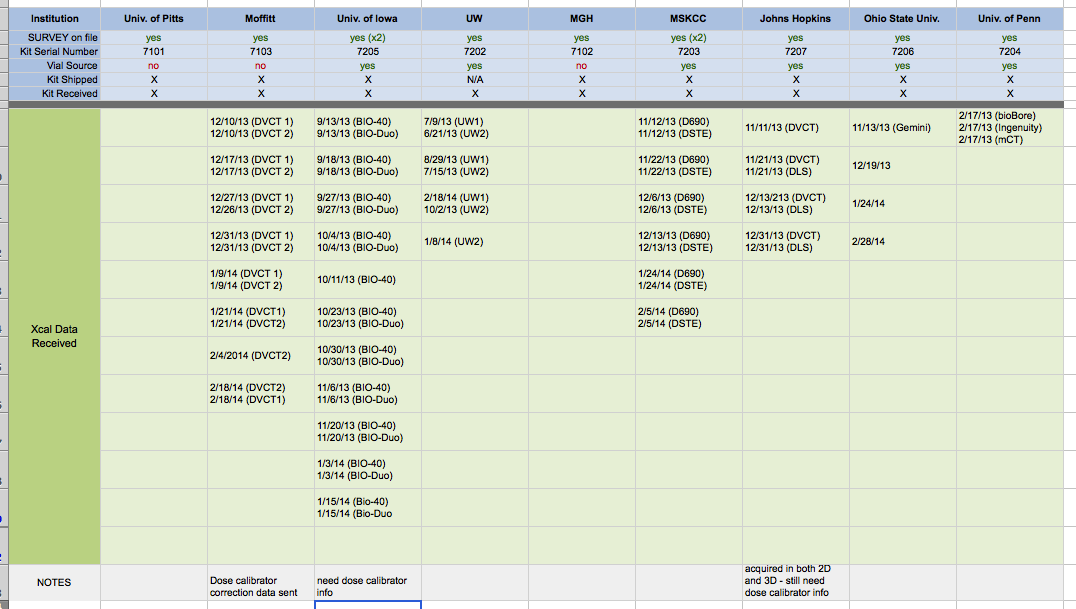 Institution Univ. of Pitts Moffitt Univ. of Iowa UW MGH MSKCC Johns Hopkins Ohio State Univ. Univ. of Penn
SURVEY on file yes yes yes (x2) yes yes yes (x2) yes yes yes
Kit Serial Number 7101 7103 7205 7202 7102 7203 7207 7206 7204
Vial Source no no yes yes no yes yes yes yes
Kit Shipped X X X N/A X X X X X
Kit Received X X X X X X X X X
Xcal Data
Received
12/10/13 (DVCT 1)
12/10/13 (DVCT 2)
9/13/13 (BIO-40)
9/13/13 (BIO-Duo)
7/9/13 (UW1)
6/21/13 (UW2)
11/12/13 (D690)
11/12/13 (DSTE)
11/11/13 (DVCT)
11/13/13 (Gemini)
2/17/13 (bioBore)
2/17/13 (Ingenuity)
2/17/13 (mCT)
12/17/13 (DVCT 1)
12/17/13 (DVCT 2)
9/18/13 (BIO-40)
9/18/13 (BIO-Duo)
8/29/13 (UW1)
7/15/13 (UW2)
11/22/13 (D690)
11/22/13 (DSTE)
11/21/13 (DVCT)
11/21/13 (DLS)
12/19/13
12/27/13 (DVCT 1)
12/26/13 (DVCT 2)
9/27/13 (BIO-40)
9/27/13 (BIO-Duo)
2/18/14 (UW1)
10/2/13 (UW2)
12/6/13 (D690)
12/6/13 (DSTE)
12/13/213 (DVCT)
12/13/13 (DLS)
1/24/14
12/31/13 (DVCT 1)
12/31/13 (DVCT 2)
10/4/13 (BIO-40)
10/4/13 (BIO-Duo)
1/8/14 (UW2)
12/13/13 (D690)
12/13/13 (DSTE)
12/31/13 (DVCT)
12/31/13 (DLS)
2/28/14
1/9/14 (DVCT 1)
1/9/14 (DVCT 2)
10/11/13 (BIO-40)
1/24/14 (D690)
1/24/14 (DSTE)
1/21/14 (DVCT1)
1/21/14 (DVCT2)
10/23/13 (BIO-40)
10/23/13 (BIO-Duo)
2/5/14 (D690)
2/5/14 (DSTE)
2/4/2014 (DVCT2)
10/30/13 (BIO-40)
10/30/13 (BIO-Duo)
2/18/14 (DVCT2)
2/18/14 (DVCT1)
11/6/13 (BIO-40)
11/6/13 (BIO-Duo)
11/20/13 (BIO-40)
11/20/13 (BIO-Duo)
1/3/14 (BIO-40)
1/3/14 (BIO-Duo)
1/15/14 (Bio-40)
1/15/14 (Bio-Duo
NOTES
Dose calibrator
correction data sent
need dose calibrator
info
acquired in both 2D
and 3D - still need
dose calibrator info